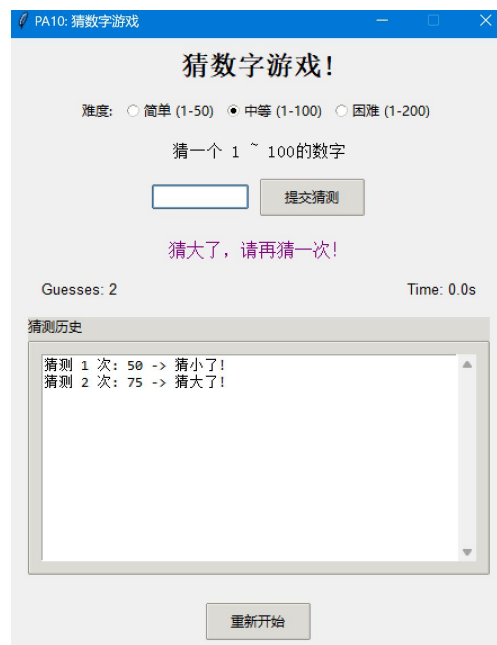 PA10: 猜数字游戏
猜数字游戏!
难度: 简单 (1-50) 中等 (1-100) 困难 (1-200)
猜一个 1 ~ 100的数字
提交猜测
猜大了, 请再猜一次!
Guesses: 2 Time: 0.0s
猜测历史
猜测 1 次: 50 -> 猜小了!
猜测 2 次: 75 -> 猜大了!
重新开始